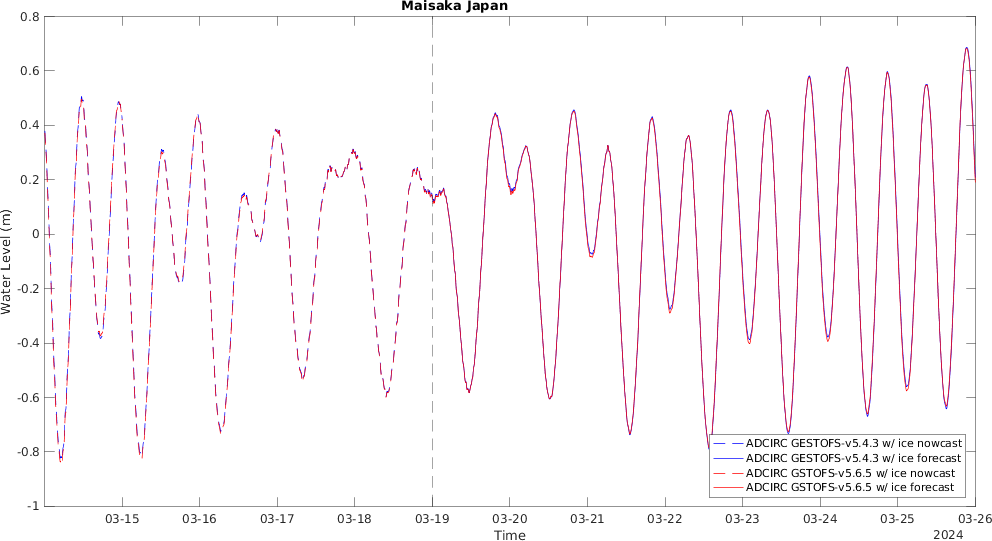 Maisaka Japan
0.8
0.6
0.4
0.2
0
-0.2
-0.4
-0.6
-0.8
-1
Water Level (m)
ADCIRC GESTOFS-v5.4.3 w/ ice nowcast
ADCIRC GESTOFS-v5.4.3 w/ ice forecast
ADCIRC GSTOFS-v5.6.5 w/ ice nowcast
ADCIRC GSTOFS-v5.6.5 w/ ice forecast
03-15 03-16 03-17 03-18 03-19 03-20 03-21 03-22 03-23 03-24 03-25 03-26
Time
2024